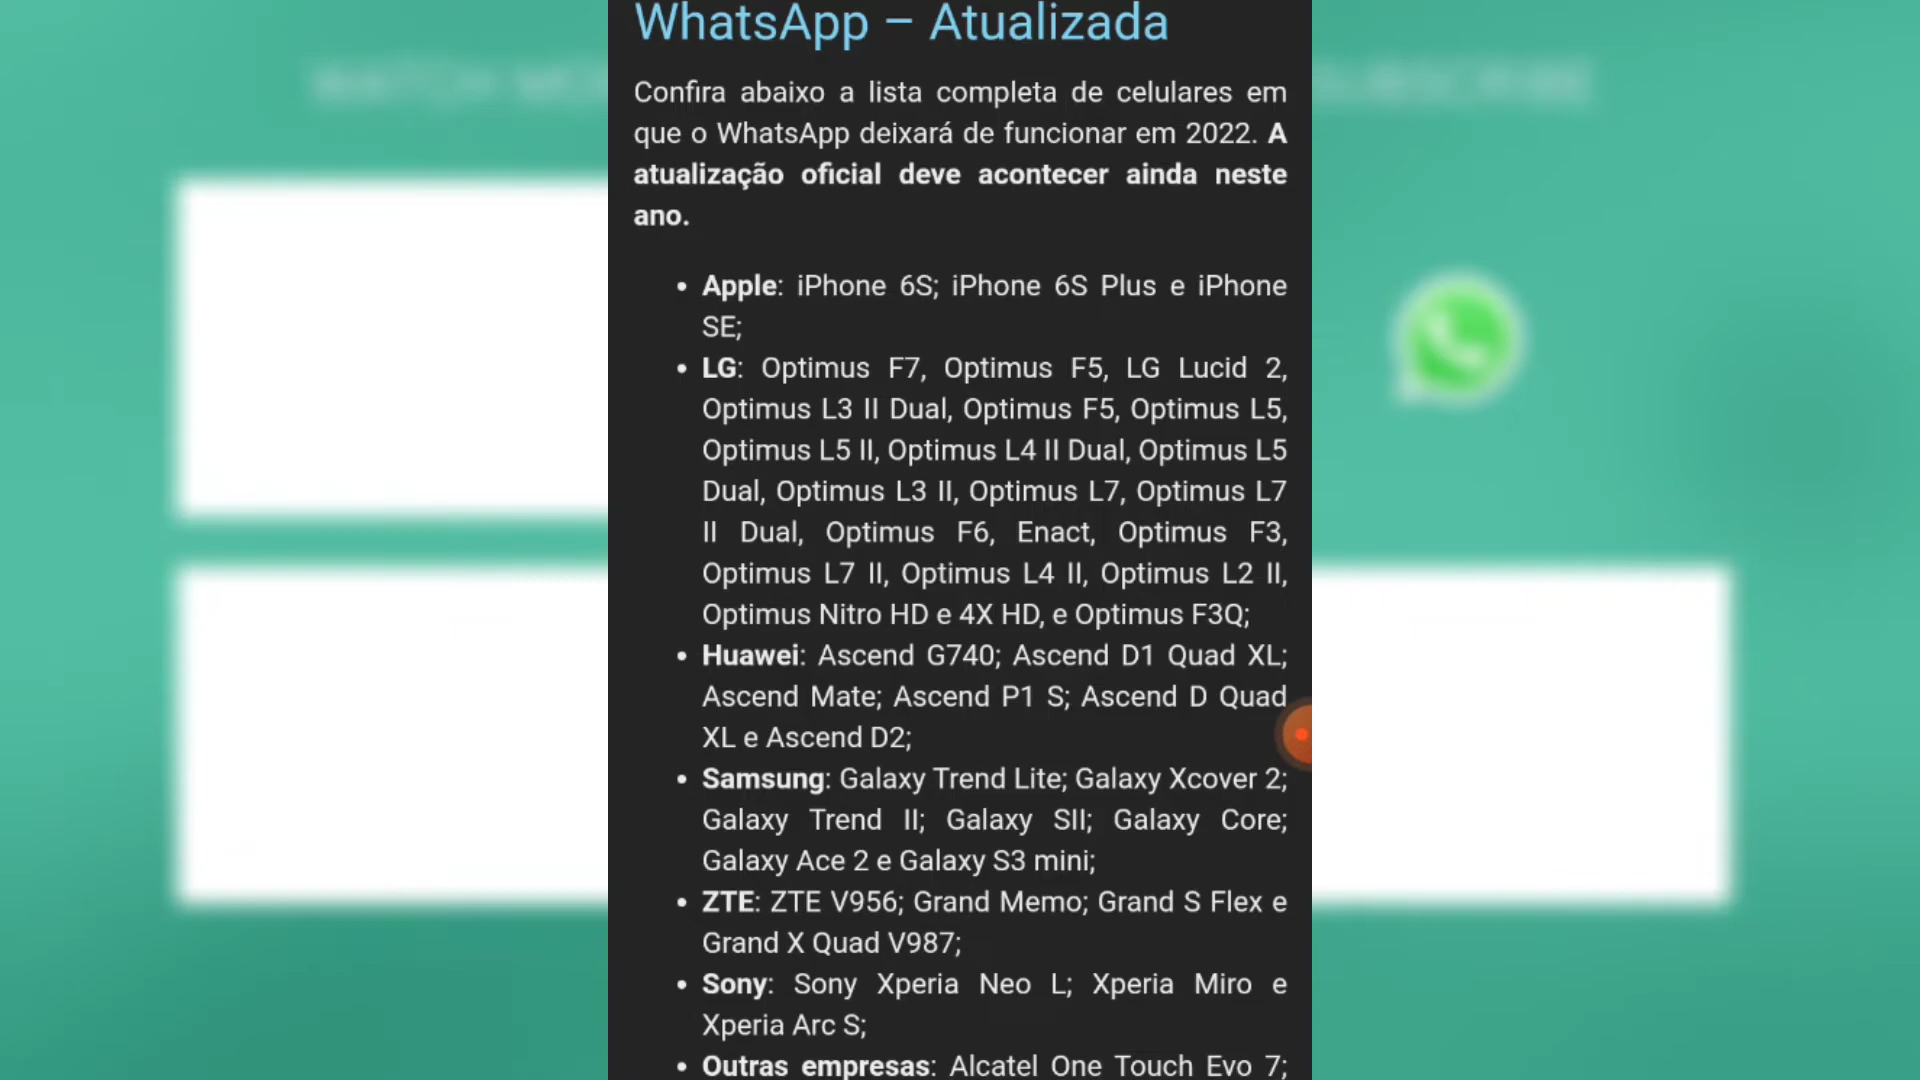 WhatsApp – Atualizada
Confira abaixo a lista completa de celulares em
que o WhatsApp deixará de funcionar em 2022. A
atualização oficial deve acontecer ainda neste
ano.
• Apple: iPhone 6S; iPhone 6S Plus e iPhone
SE;
• LG: Optimus F7, Optimus F5, LG Lucid 2,
Optimus L3 II Dual, Optimus F5, Optimus L5,
Optimus L5 II, Optimus L4 II Dual, Optimus L5
Dual, Optimus L3 II, Optimus L7, Optimus L7
II Dual, Optimus F6, Enact, Optimus F3,
Optimus L7 II, Optimus L4 II, Optimus L2 II,
Optimus Nitro HD e 4X HD, e Optimus F3Q;
• Huawei: Ascend G740; Ascend D1 Quad XL;
Ascend Mate; Ascend P1 S; Ascend D Quad
XL e Ascend D2;
• Samsung: Galaxy Trend Lite; Galaxy Xcover 2;
Galaxy Trend II; Galaxy SII; Galaxy Core;
Galaxy Ace 2 e Galaxy S3 mini;
• ZTE: ZTE V956; Grand Memo; Grand S Flex e
Grand X Quad V987;
• Sony: Sony Xperia Neo L; Xperia Miro e
Xperia Arc S;
• Outras empresas: Alcatel One Touch Evo 7;
WATCH
SUBSCRIBE